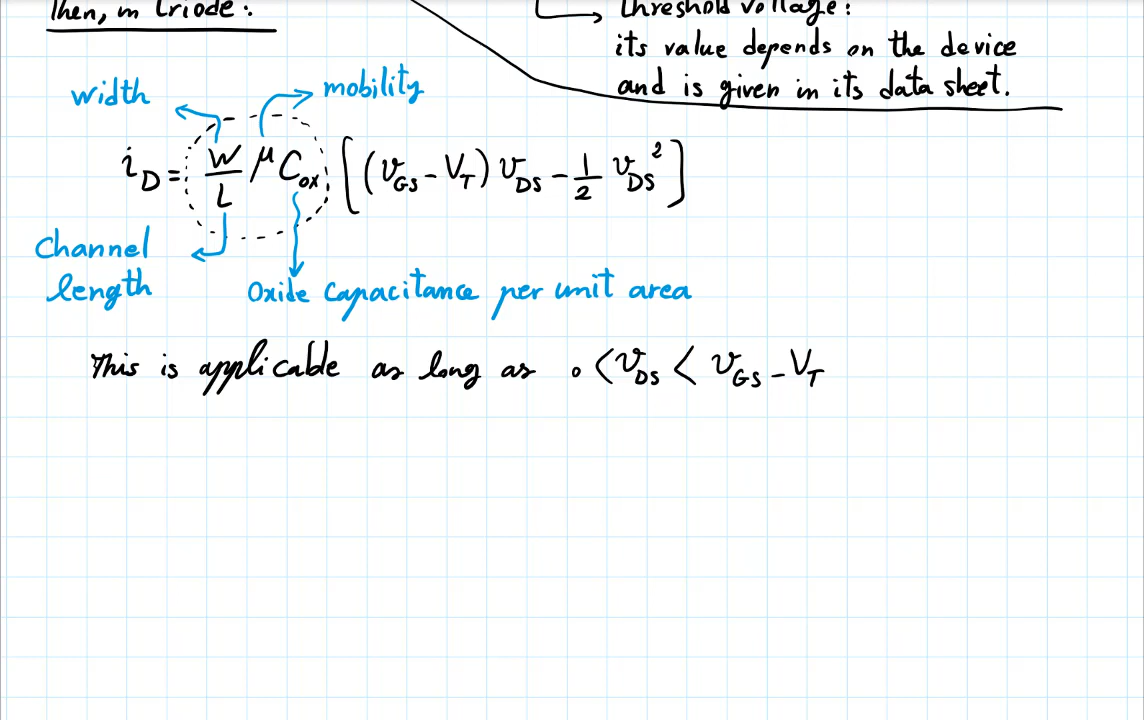 Then, in triode:
threshold voltage:
its value depends on the device
and is given in its data sheet.
width
mobility
i_D = W/L μC_ox [(v_GS - V_T) v_DS - 1/2 v_DS²]
Channel
length
Oxide capacitance per unit area
This is applicable as long as 0 < v_DS < v_GS - V_T